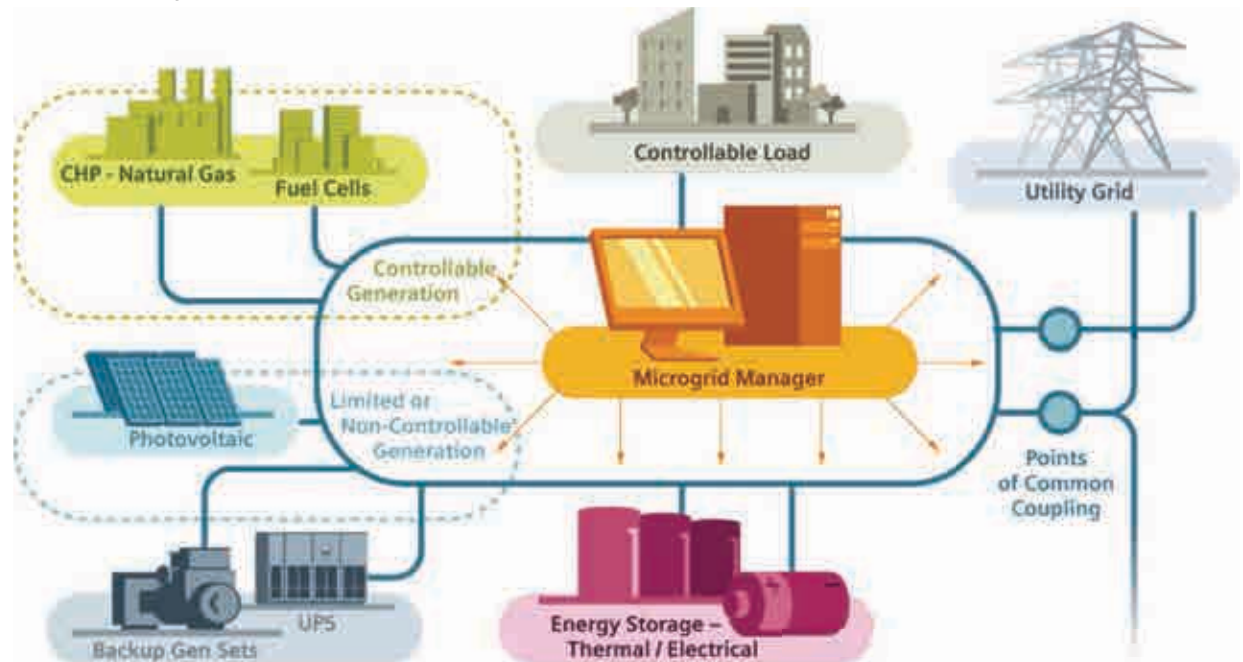 CHP - Natural Gas
Fuel Cells
Controllable Load
Utility Grid
Controllable
Generation
Microgrid Manager
Photovoltaic
Limited or
Non-Controllable
Generation
Points
of Common
Coupling
UPS
Backup Gen Sets
Energy Storage –
Thermal / Electrical